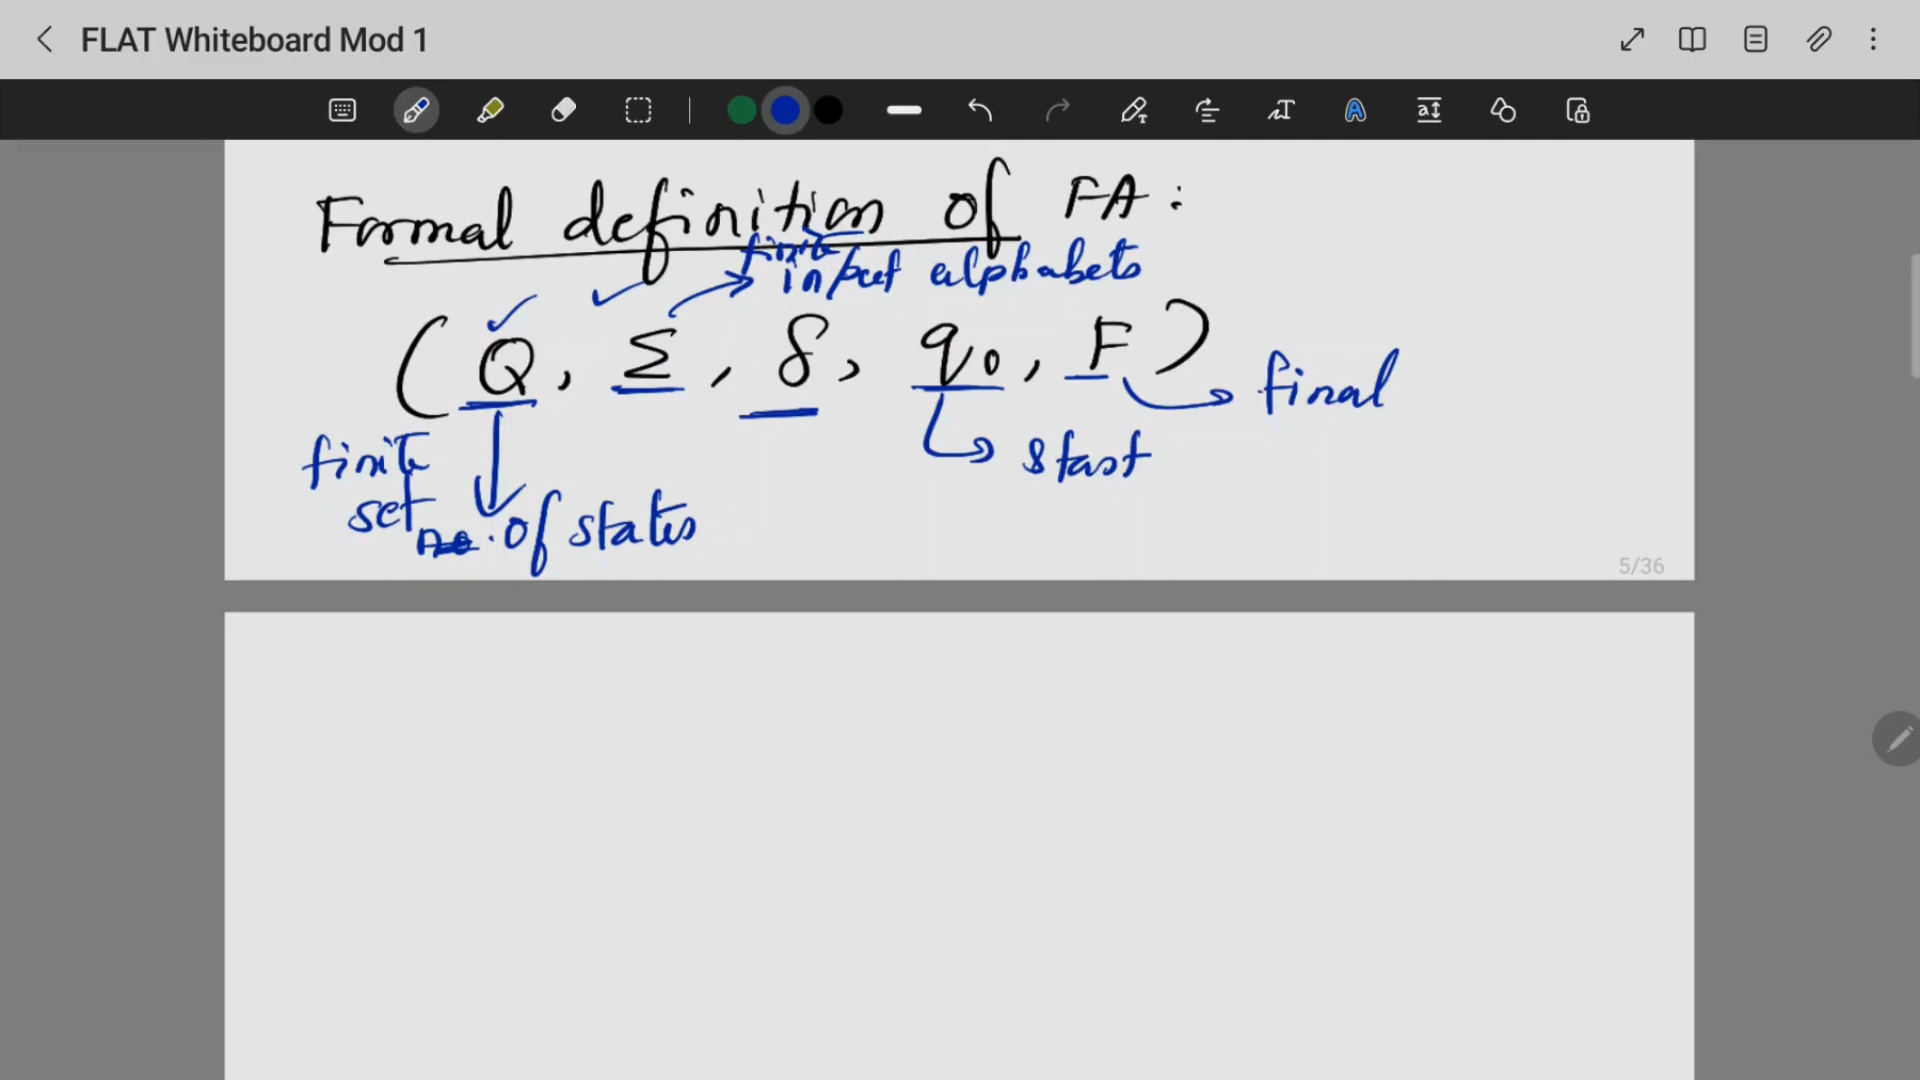 FLAT Whiteboard Mod 1
Formal definition of FA:
finite
input alphabets
(Q, Σ, δ, q₀, F)
final
finite
start
set no. of states
5/36